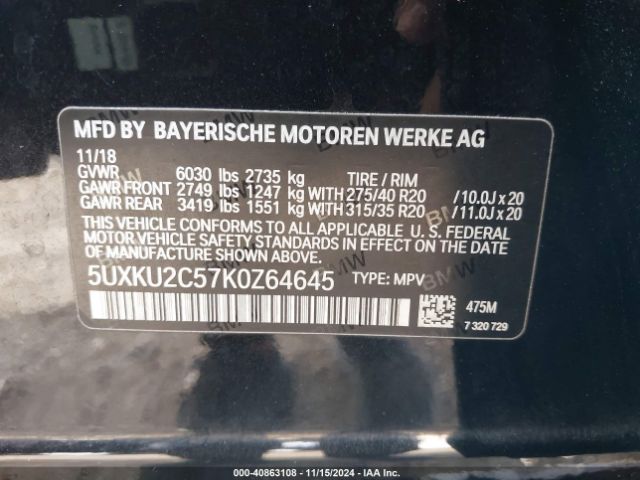 MFD BY BAYERISCHE MOTOREN WERKE AG
11/18
GVWR 6030 lbs 2735 kg TIRE / RIM
GAWR FRONT 2749 lbs 1247 kg WITH 275/40 R20 /10.0J x 20
GAWR REAR 3419 lbs 1551 kg WITH 315/35 R20 /11.0J x 20
THIS VEHICLE CONFORMS TO ALL APPLICABLE U.S. FEDERAL
MOTOR VEHICLE SAFETY STANDARDS IN EFFECT ON THE DATE
OF MANUFACTURE SHOWN ABOVE.
5UXKU2C57K0Z64645 TYPE: MPV
475M
7 320 729
000-40863108 - 11/15/2024 - IAA Inc.